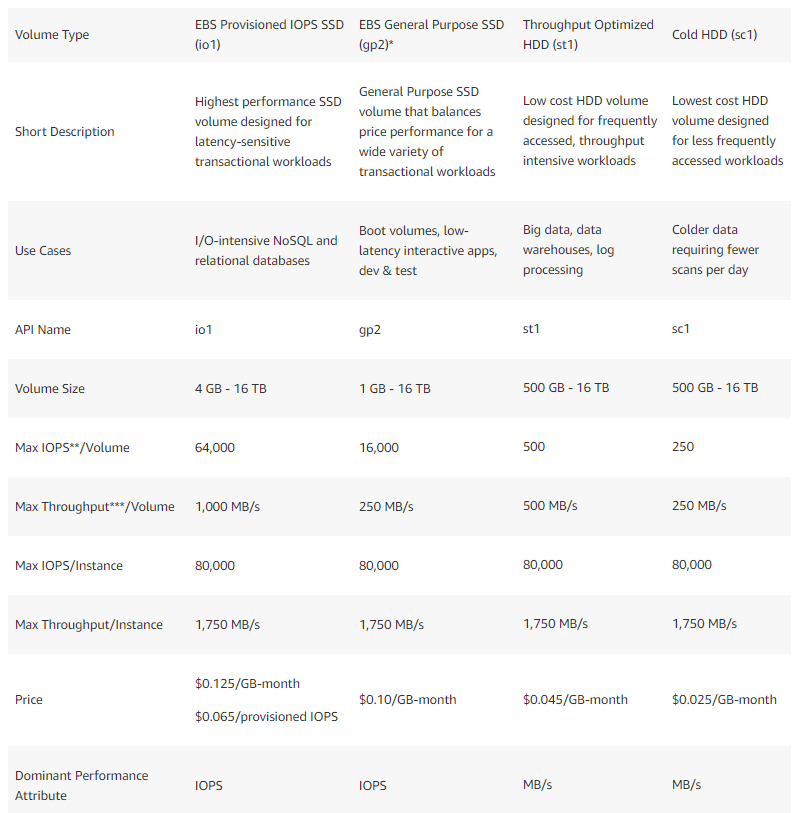 Volume Type
EBS Provisioned IOPS SSD
(io1)
EBS General Purpose SSD
(gp2)*
Throughput Optimized
HDD (st1)
Cold HDD (sc1)
Short Description
Highest performance SSD
volume designed for
latency-sensitive
transactional workloads
General Purpose SSD
volume that balances
price performance for a
wide variety of
transactional workloads
Low cost HDD volume
designed for frequently
accessed, throughput
intensive workloads
Lowest cost HDD
volume designed
for less frequently
accessed workloads
Use Cases
I/O-intensive NoSQL and
relational databases
Boot volumes, low-
latency interactive apps,
dev & test
Big data, data
warehouses, log
processing
Colder data
requiring fewer
scans per day
API Name
io1
gp2
st1
sc1
Volume Size
4 GB - 16 TB
1 GB - 16 TB
500 GB - 16 TB
500 GB - 16 TB
Max IOPS**/Volume
64,000
16,000
500
250
Max Throughput***/Volume
1,000 MB/s
250 MB/s
500 MB/s
250 MB/s
Max IOPS/Instance
80,000
80,000
80,000
80,000
Max Throughput/Instance
1,750 MB/s
1,750 MB/s
1,750 MB/s
1,750 MB/s
Price
$0.125/GB-month
$0.065/provisioned IOPS
$0.10/GB-month
$0.045/GB-month
$0.025/GB-month
Dominant Performance
Attribute
IOPS
IOPS
MB/s
MB/s